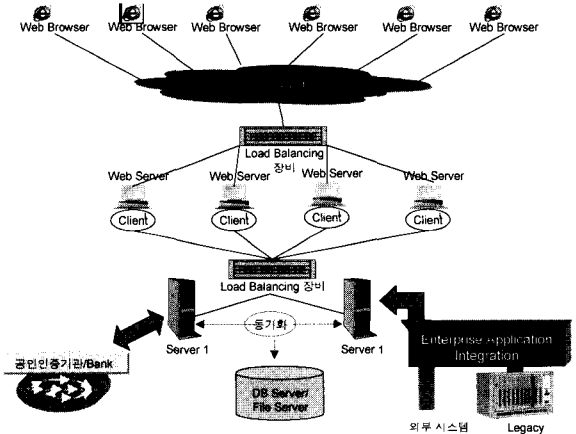 Web Browser Web Browser Web Browser Web Browser Web Browser Web Browser
Load Balancing
장비
Web Server Web Server Web Server Web Server
Client Client Client Client
Load Balancing 장비
동기화
Server 1 Server 1
Enterprise Application
Integration
공인인증기관/Bank
DB Server/
File Server
외부 시스템 Legacy